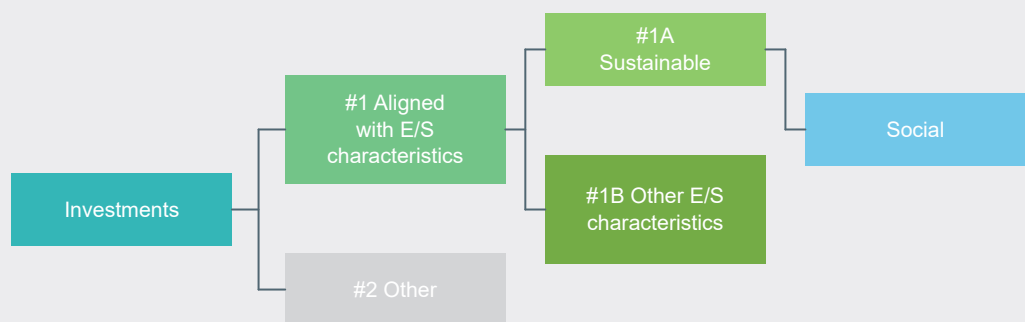 Investments
#1 Aligned
with E/S
characteristics
#2 Other
#1A
Sustainable
#1B Other E/S
characteristics
Social